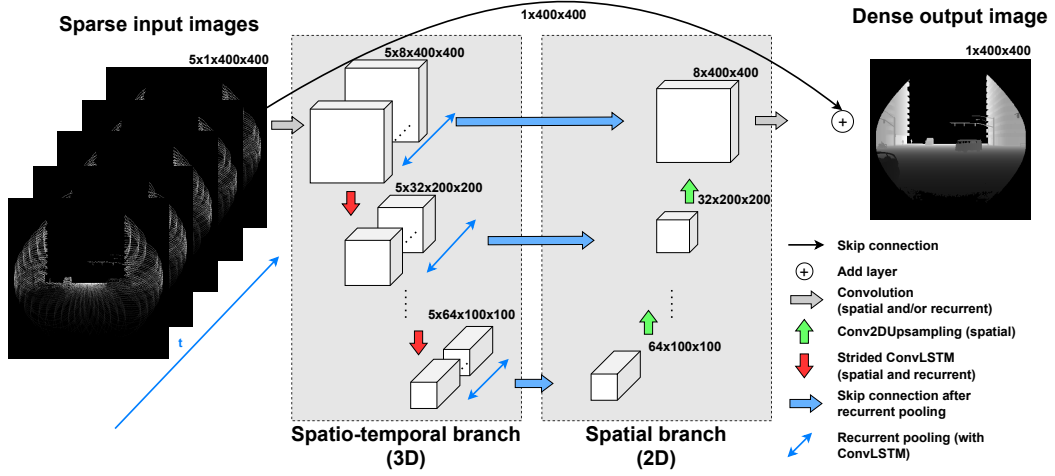 Sparse input images
1x400x400
Dense output image
5x1x400x400
5x8x400x400
8x400x400
1x400x400
+
5x32x200x200
32x200x200
5x64x100x100
64x100x100
t
Spatio-temporal branch
(3D)
Spatial branch
(2D)
Skip connection
+
Add layer
Convolution
(spatial and/or recurrent)
Conv2DUpsampling (spatial)
Strided ConvLSTM
(spatial and recurrent)
Skip connection after
recurrent pooling
Recurrent pooling (with
ConvLSTM)